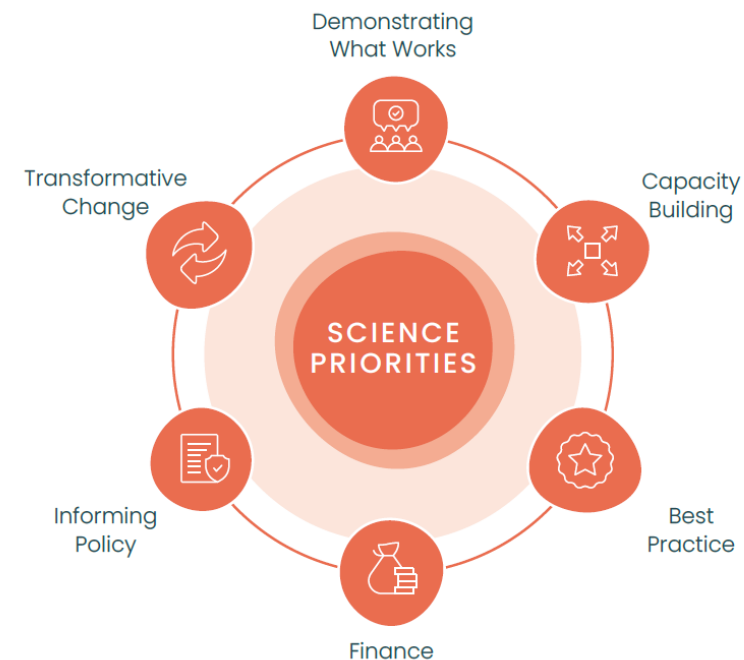 Demonstrating
What Works
Transformative
Change
Capacity
Building
SCIENCE
PRIORITIES
Informing
Policy
Best
Practice
Finance